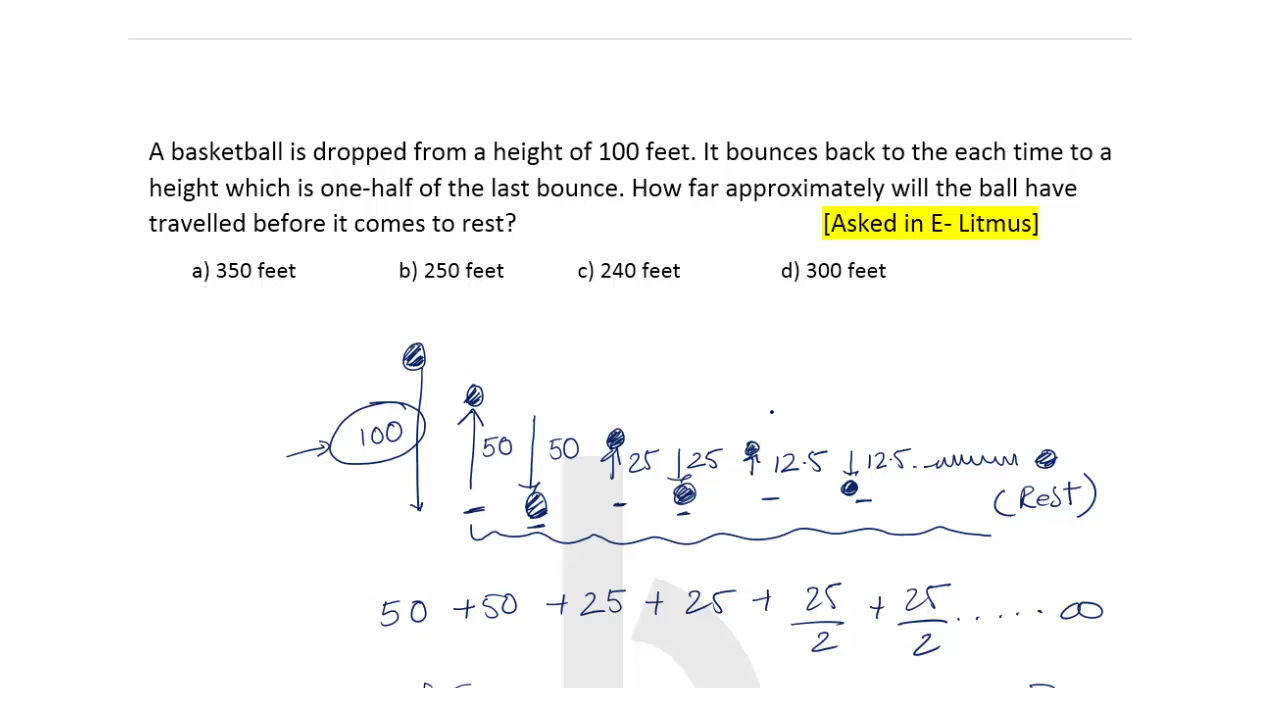 A basketball is dropped from a height of 100 feet. It bounces back to the each time to a
height which is one-half of the last bounce. How far approximately will the ball have
travelled before it comes to rest? [Asked in E- Litmus]
a) 350 feet b) 250 feet c) 240 feet d) 300 feet
100 50 50 25 25 12.5 12.5
(Rest)
50 + 50 + 25 + 25 + 25/2 + 25/2 ...... ∞